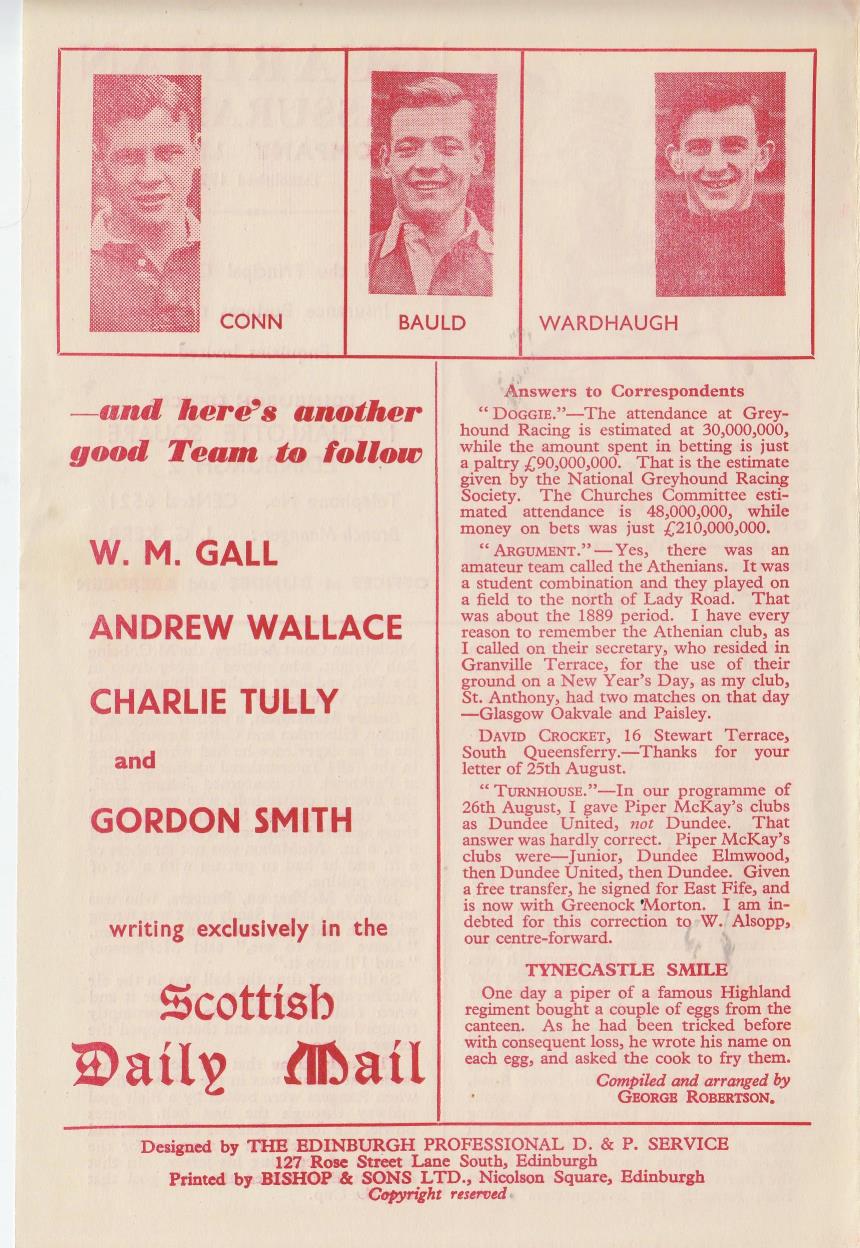 CONN
BAULD
WARDHAUGH
—and here's another
good Team to follow
W. M. GALL
ANDREW WALLACE
CHARLIE TULLY
and
GORDON SMITH
writing exclusively in the
Scottish
Daily Mail
Answers to Correspondents
" DOGGIE."—The attendance at Grey-
hound Racing is estimated at 30,000,000,
while the amount spent in betting is just
a paltry £90,000,000. That is the estimate
given by the National Greyhound Racing
Society. The Churches Committee esti-
mated attendance is 48,000,000, while
money on bets was just £210,000,000.
" ARGUMENT."—Yes, there was an
amateur team called the Athenians. It was
a student combination and they played on
a field to the north of Lady Road. That
was about the 1889 period. I have every
reason to remember the Athenian club, as
I called on their secretary, who resided in
Granville Terrace, for the use of their
ground on a New Year's Day, as my club,
St. Anthony, had two matches on that day
—Glasgow Oakvale and Paisley.
DAVID CROCKET, 16 Stewart Terrace,
South Queensferry.—Thanks for your
letter of 25th August.
" TURNHOUSE."—In our programme of
26th August, I gave Piper McKay's clubs
as Dundee United, not Dundee. That
answer was hardly correct. Piper McKay's
clubs were—Junior, Dundee Elmwood,
then Dundee United, then Dundee. Given
a free transfer, he signed for East Fife, and
is now with Greenock Morton. I am in-
debted for this correction to W. Alsopp,
our centre-forward.
TYNECASTLE SMILE
One day a piper of a famous Highland
regiment bought a couple of eggs from the
canteen. As he had been tricked before
with consequent loss, he wrote his name on
each egg, and asked the cook to fry them.
Compiled and arranged by
GEORGE ROBERTSON.
Designed by THE EDINBURGH PROFESSIONAL D. & P. SERVICE
127 Rose Street Lane South, Edinburgh
Printed by BISHOP & SONS LTD., Nicolson Square, Edinburgh
Copyright reserved.